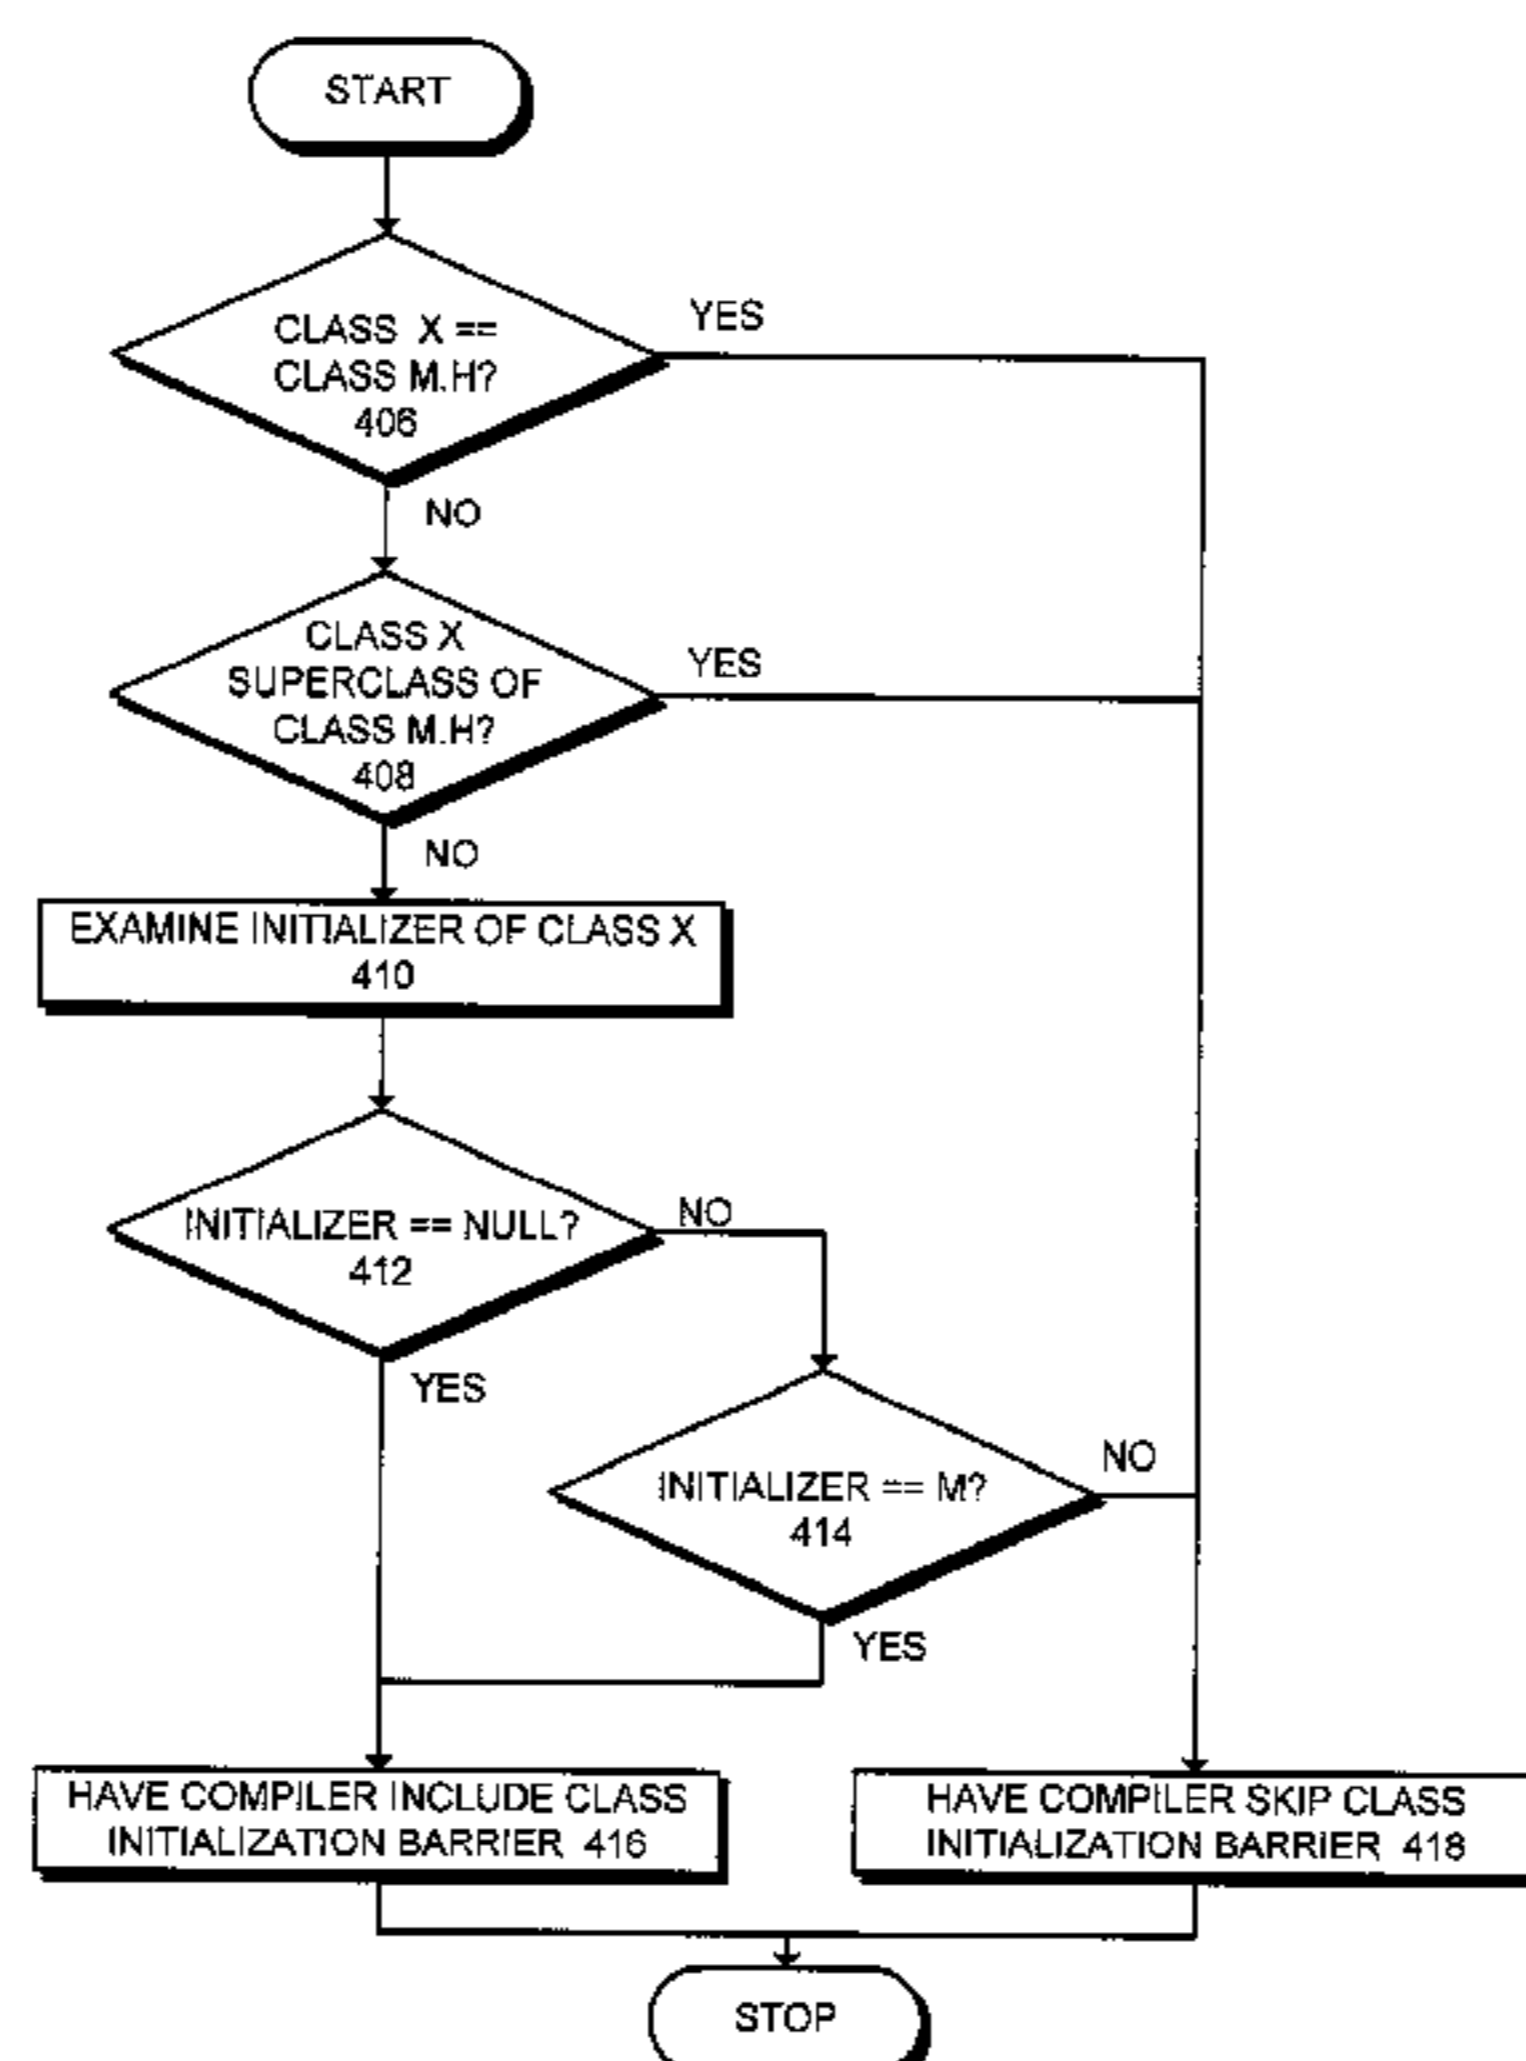 START
CLASS X ==
CLASS M.H?
406
YES
NO
CLASS X
SUPERCLASS OF
CLASS M.H?
408
YES
NO
EXAMINE INITIALIZER OF CLASS X
410
INITIALIZER == NULL?
412
NO
YES
INITIALIZER == M?
414
NO
YES
HAVE COMPILER INCLUDE CLASS
INITIALIZATION BARRIER 416
HAVE COMPILER SKIP CLASS
INITIALIZATION BARRIER 418
STOP